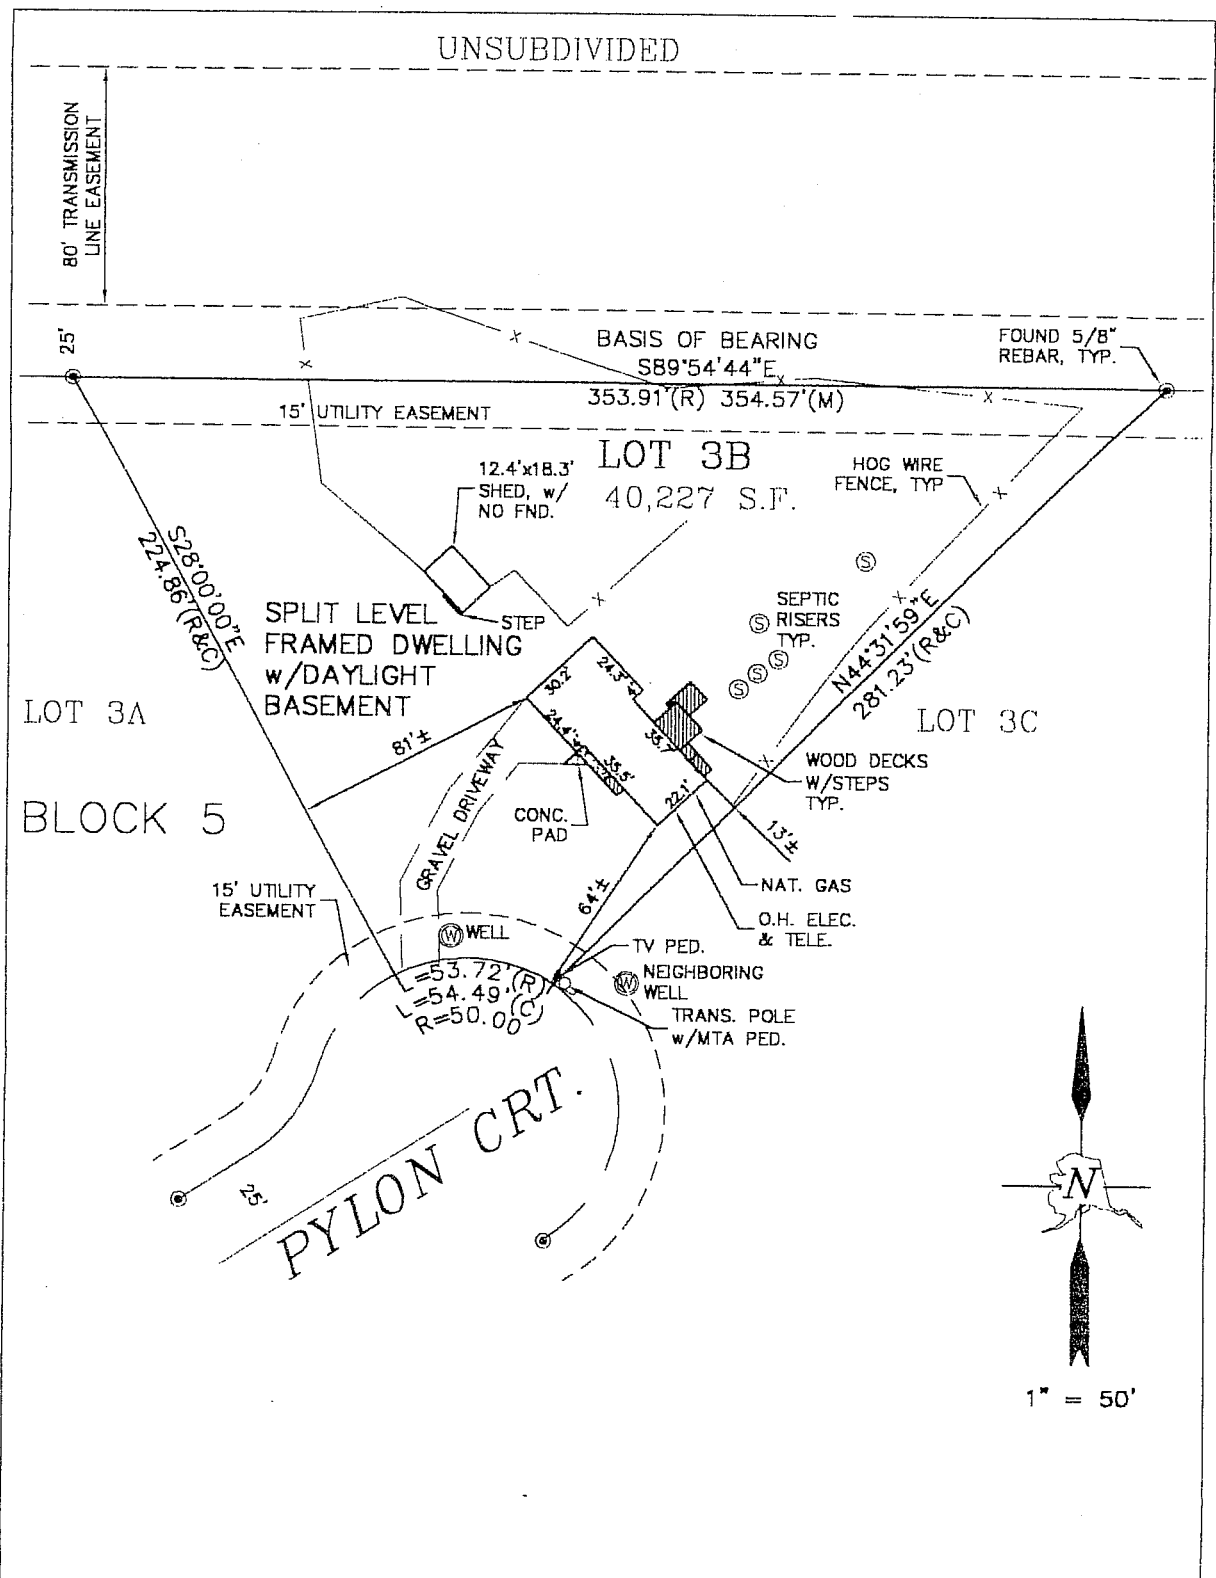 UNSUBDIVIDED
80' TRANSMISSION
LINE EASEMENT
25'
BASIS OF BEARING
S89°54'44"E
353.91'(R) 354.57'(M)
FOUND 5/8"
REBAR, TYP.
15' UTILITY EASEMENT
LOT 3B
40,227 S.F.
12.4'x18.3'
SHED, w/
NO FND.
HOG WIRE
FENCE, TYP
X
X
X
X
X
X
X
X
S28°00'00"E
224.86'(R&C)
SPLIT LEVEL
FRAMED DWELLING
w/DAYLIGHT
BASEMENT
STEP
S
S
S
S
S
SEPTIC
RISERS
TYP.
N44°31'59"E
281.23'(R&C)
30.2'
24.3'
4'
24.4'
4'
35.5'
35.7'
22.1'
LOT 3A
LOT 3C
81'±
BLOCK 5
GRAVEL DRIVEWAY
CONC.
PAD
WOOD DECKS
W/STEPS
TYP.
13'±
64'±
NAT. GAS
O.H. ELEC.
& TELE.
15' UTILITY
EASEMENT
W WELL
TV PED.
W NEIGHBORING
WELL
L=53.72'(R)
L=54.49'(C)
R=50.00'
TRANS. POLE
w/MTA PED.
PYLON CRT.
25'
N
1" = 50'